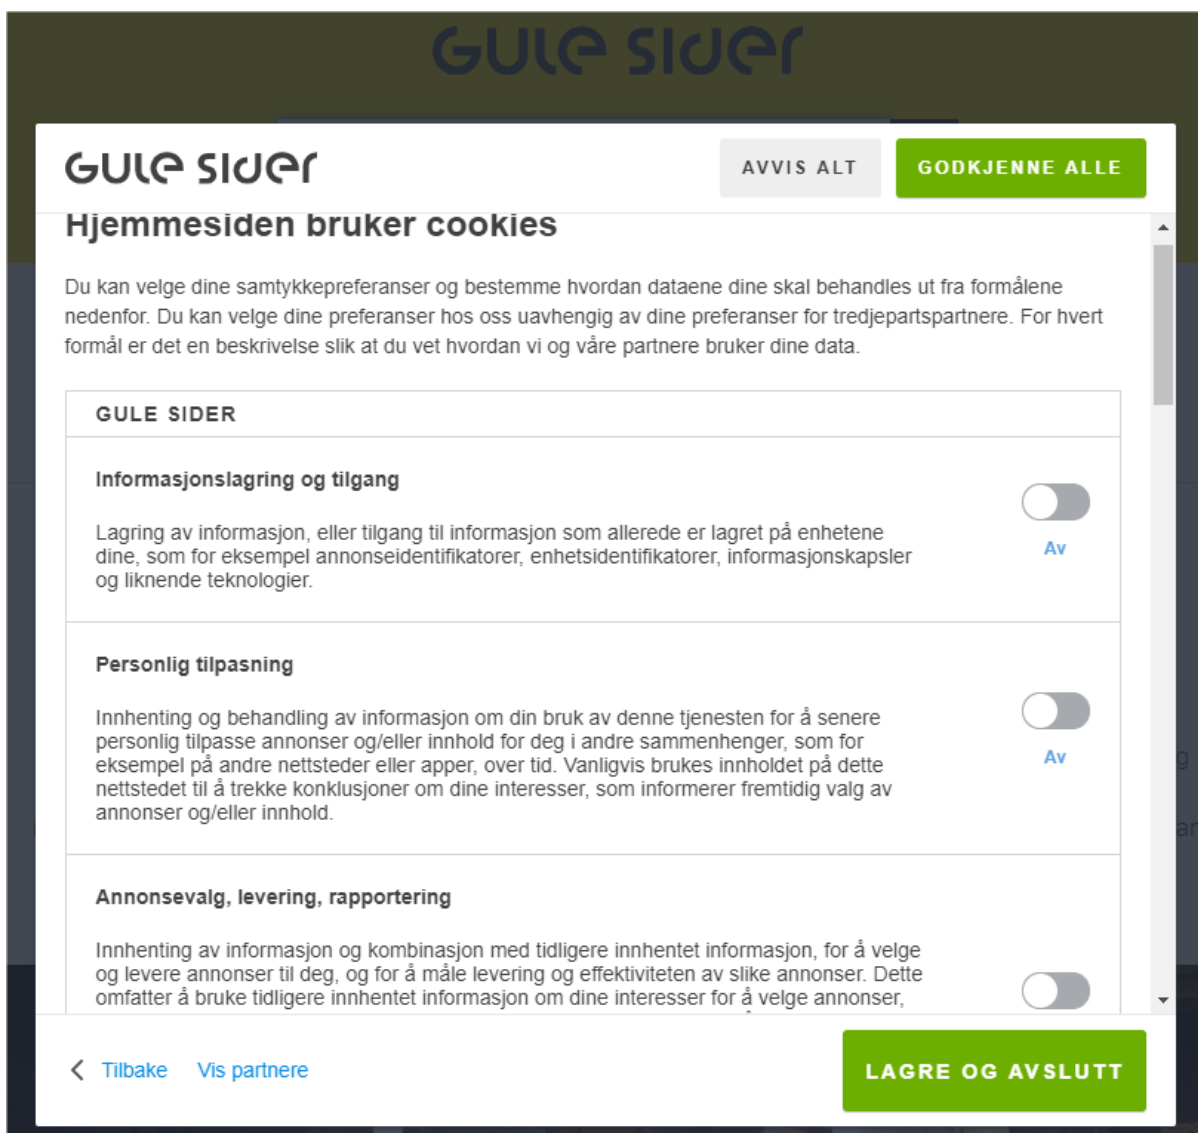 Gule sider
Gule sider
AVVIS ALT
GODKJENNE ALLE
Hjemmesiden bruker cookies
Du kan velge dine samtykkepreferanser og bestemme hvordan dataene dine skal behandles ut fra formålene
nedenfor. Du kan velge dine preferanser hos oss uavhengig av dine preferanser for tredjepartspartnere. For hvert
formål er det en beskrivelse slik at du vet hvordan vi og våre partnere bruker dine data.
GULE SIDER
Informasjonslagring og tilgang
Lagring av informasjon, eller tilgang til informasjon som allerede er lagret på enhetene
dine, som for eksempel annonseidentifikatorer, enhetsidentifikatorer, informasjonskapsler
og liknende teknologier.
Av
Personlig tilpasning
Innhenting og behandling av informasjon om din bruk av denne tjenesten for å senere
personlig tilpasse annonser og/eller innhold for deg i andre sammenhenger, som for
eksempel på andre nettsteder eller apper, over tid. Vanligvis brukes innholdet på dette
nettstedet til å trekke konklusjoner om dine interesser, som informerer fremtidig valg av
annonser og/eller innhold.
Av
Annonsevalg, levering, rapportering
Innhenting av informasjon og kombinasjon med tidligere innhentet informasjon, for å velge
og levere annonser til deg, og for å måle levering og effektiviteten av slike annonser. Dette
omfatter å bruke tidligere innhentet informasjon om dine interesser for å velge annonser,
Tilbake
Vis partnere
LAGRE OG AVSLUTT